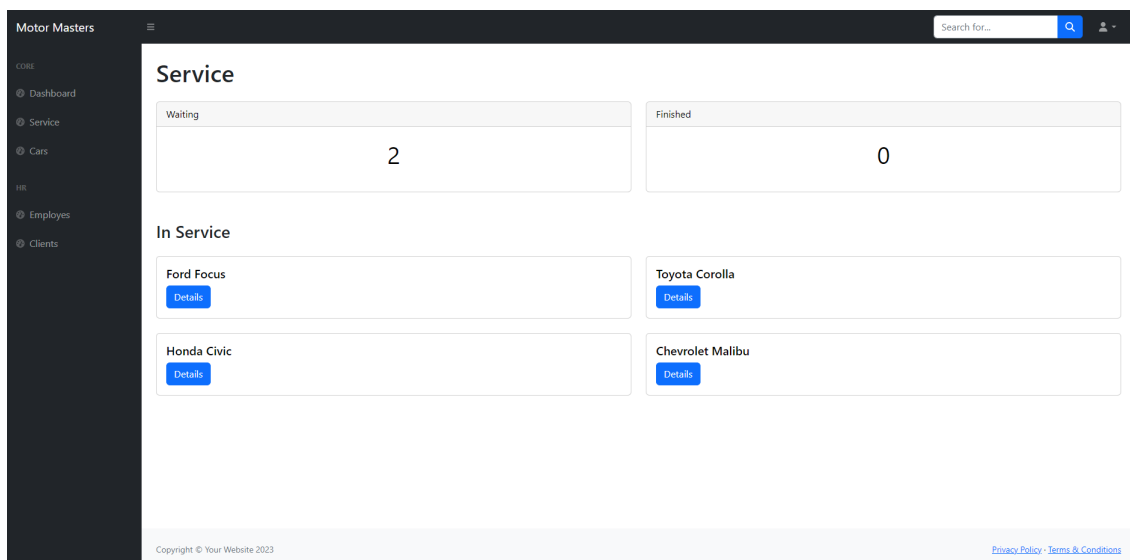 Motor Masters
Search for...
CORE
Dashboard
Service
Cars
HR
Employes
Clients
Service
Waiting
Finished
2
0
In Service
Ford Focus
Toyota Corolla
Details
Details
Honda Civic
Chevrolet Malibu
Details
Details
Copyright © Your Website 2023
Privacy Policy · Terms & Conditions